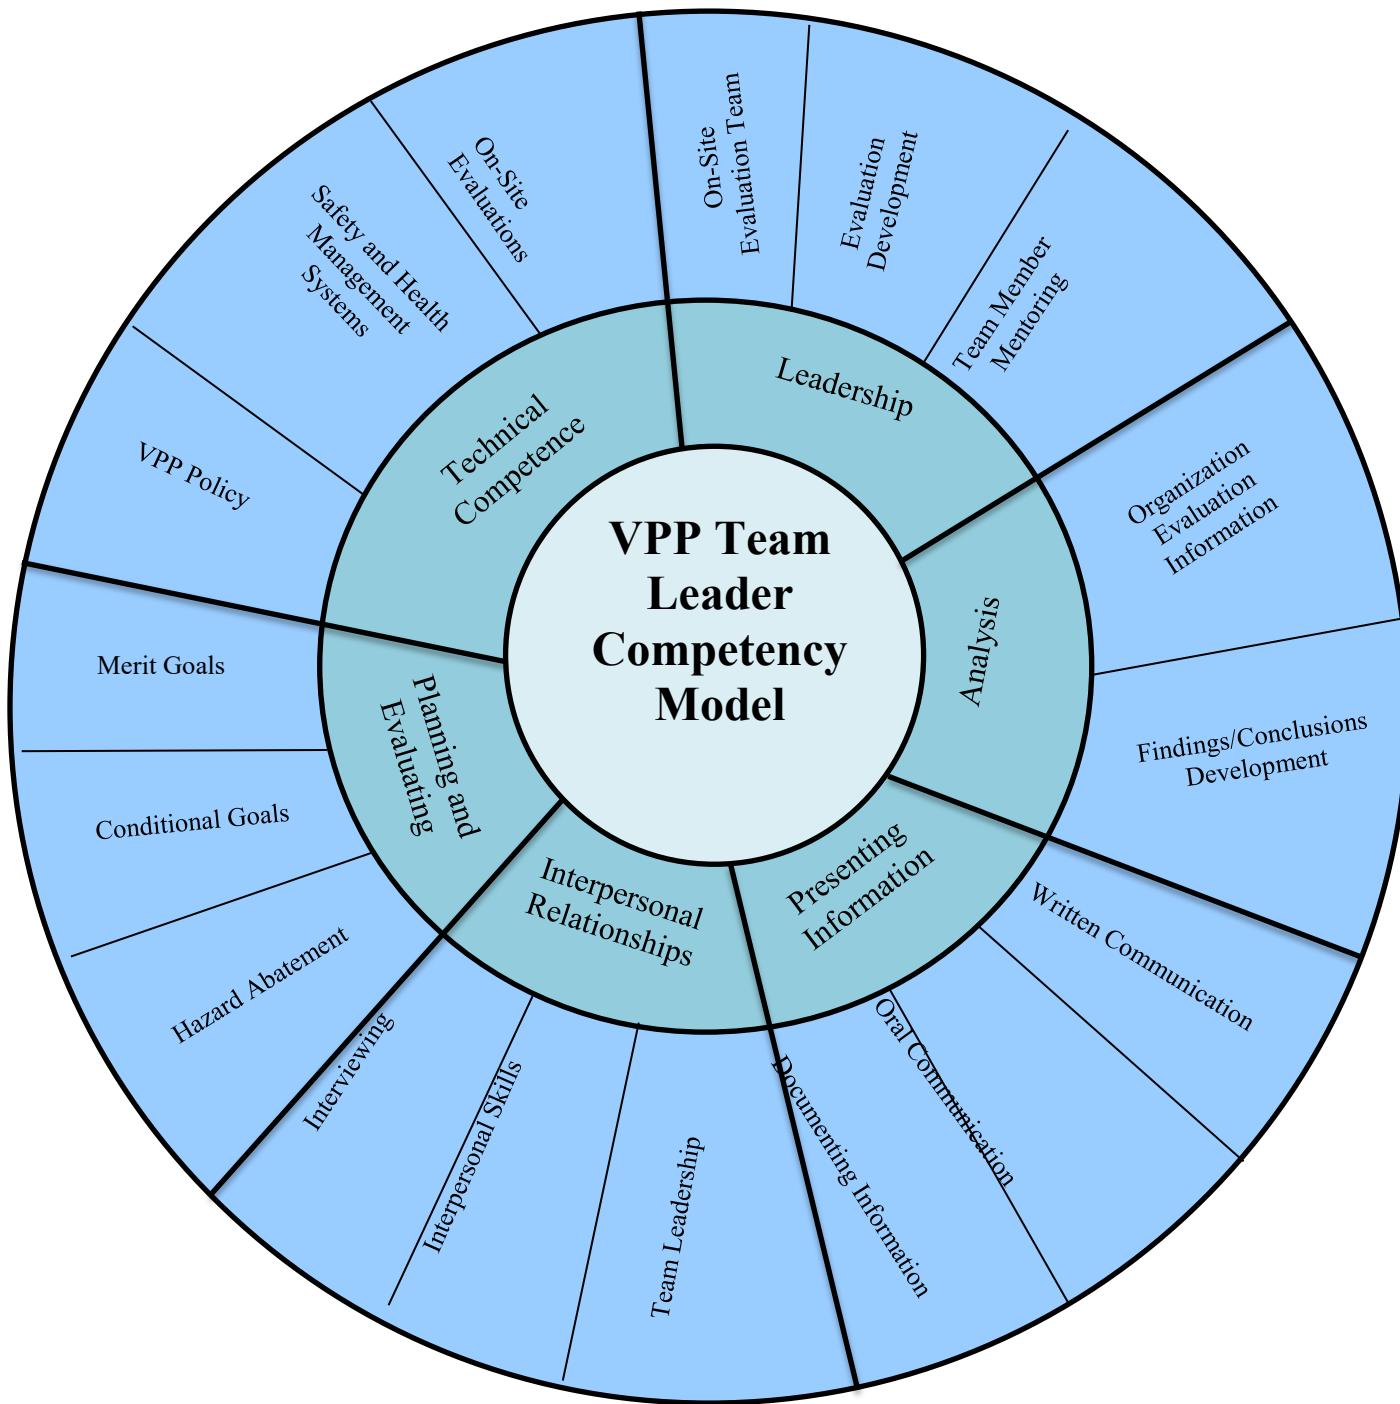 VPP Team
Leader
Competency
Model
Leadership
Analysis
Presenting
Information
Interpersonal
Relationships
Planning and
Evaluating
Technical
Competence
On-Site
Evaluation Team
Evaluation
Development
Team Member
Mentoring
Organization
Evaluation
Information
Findings/Conclusions
Development
Written Communication
Oral Communication
Documenting Information
Team Leadership
Interpersonal Skills
Interviewing
Hazard Abatement
Conditional Goals
Merit Goals
VPP Policy
Safety and Health
Management
Systems
On-Site
Evaluations